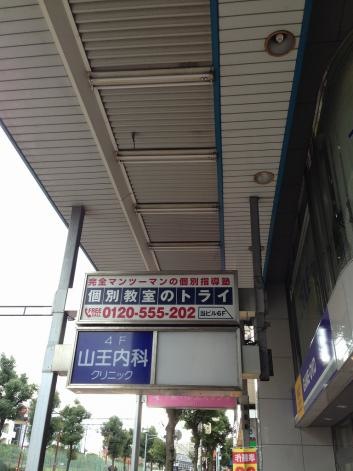 完全マンツーマンの個別指導塾
個別教室のトライ
FREE 0120-555-202 当ビル6F
4F
山王内科
クリニック